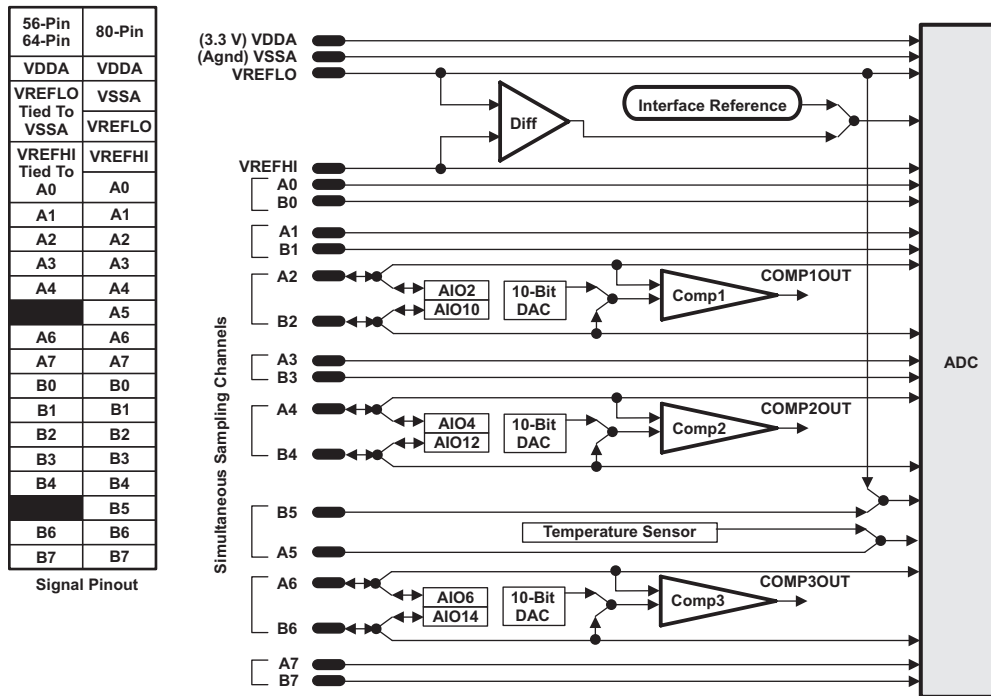 56-Pin
64-Pin
80-Pin
VDDA
VDDA
VREFLO
Tied To
VSSA
VSSA
VREFLO
VREFHI
Tied To
A0
VREFHI
A0
A1
A1
A2
A2
A3
A3
A4
A4
A5
A6
A6
A7
A7
B0
B0
B1
B1
B2
B2
B3
B3
B4
B4
B5
B6
B6
B7
B7
Signal Pinout
(3.3 V) VDDA
(Agnd) VSSA
VREFLO
Diff
Interface Reference
VREFHI
A0
B0
A1
B1
A2
B2
AIO2
AIO10
10-Bit
DAC
Comp1
COMP1OUT
A3
B3
A4
B4
AIO4
AIO12
10-Bit
DAC
Comp2
COMP2OUT
B5
Temperature Sensor
A5
A6
B6
AIO6
AIO14
10-Bit
DAC
Comp3
COMP3OUT
A7
B7
Simultaneous Sampling Channels
ADC